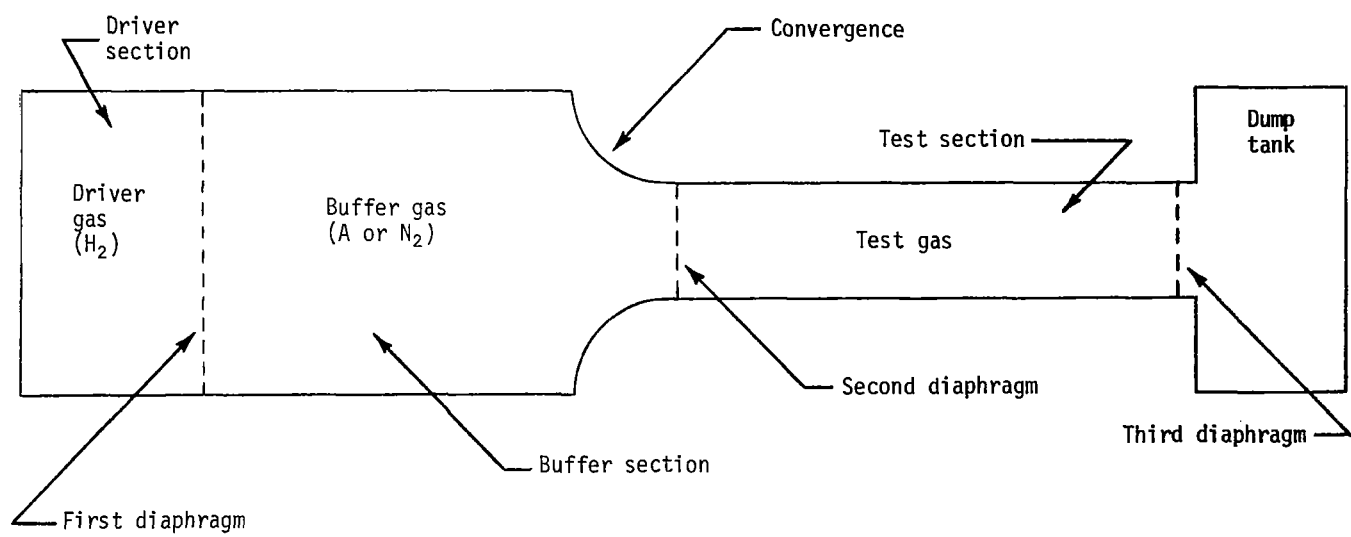 Driver
section
Convergence
Dump
tank
Test section
Driver
gas
(H₂)
Buffer gas
(A or N₂)
Test gas
Second diaphragm
Third diaphragm
Buffer section
First diaphragm